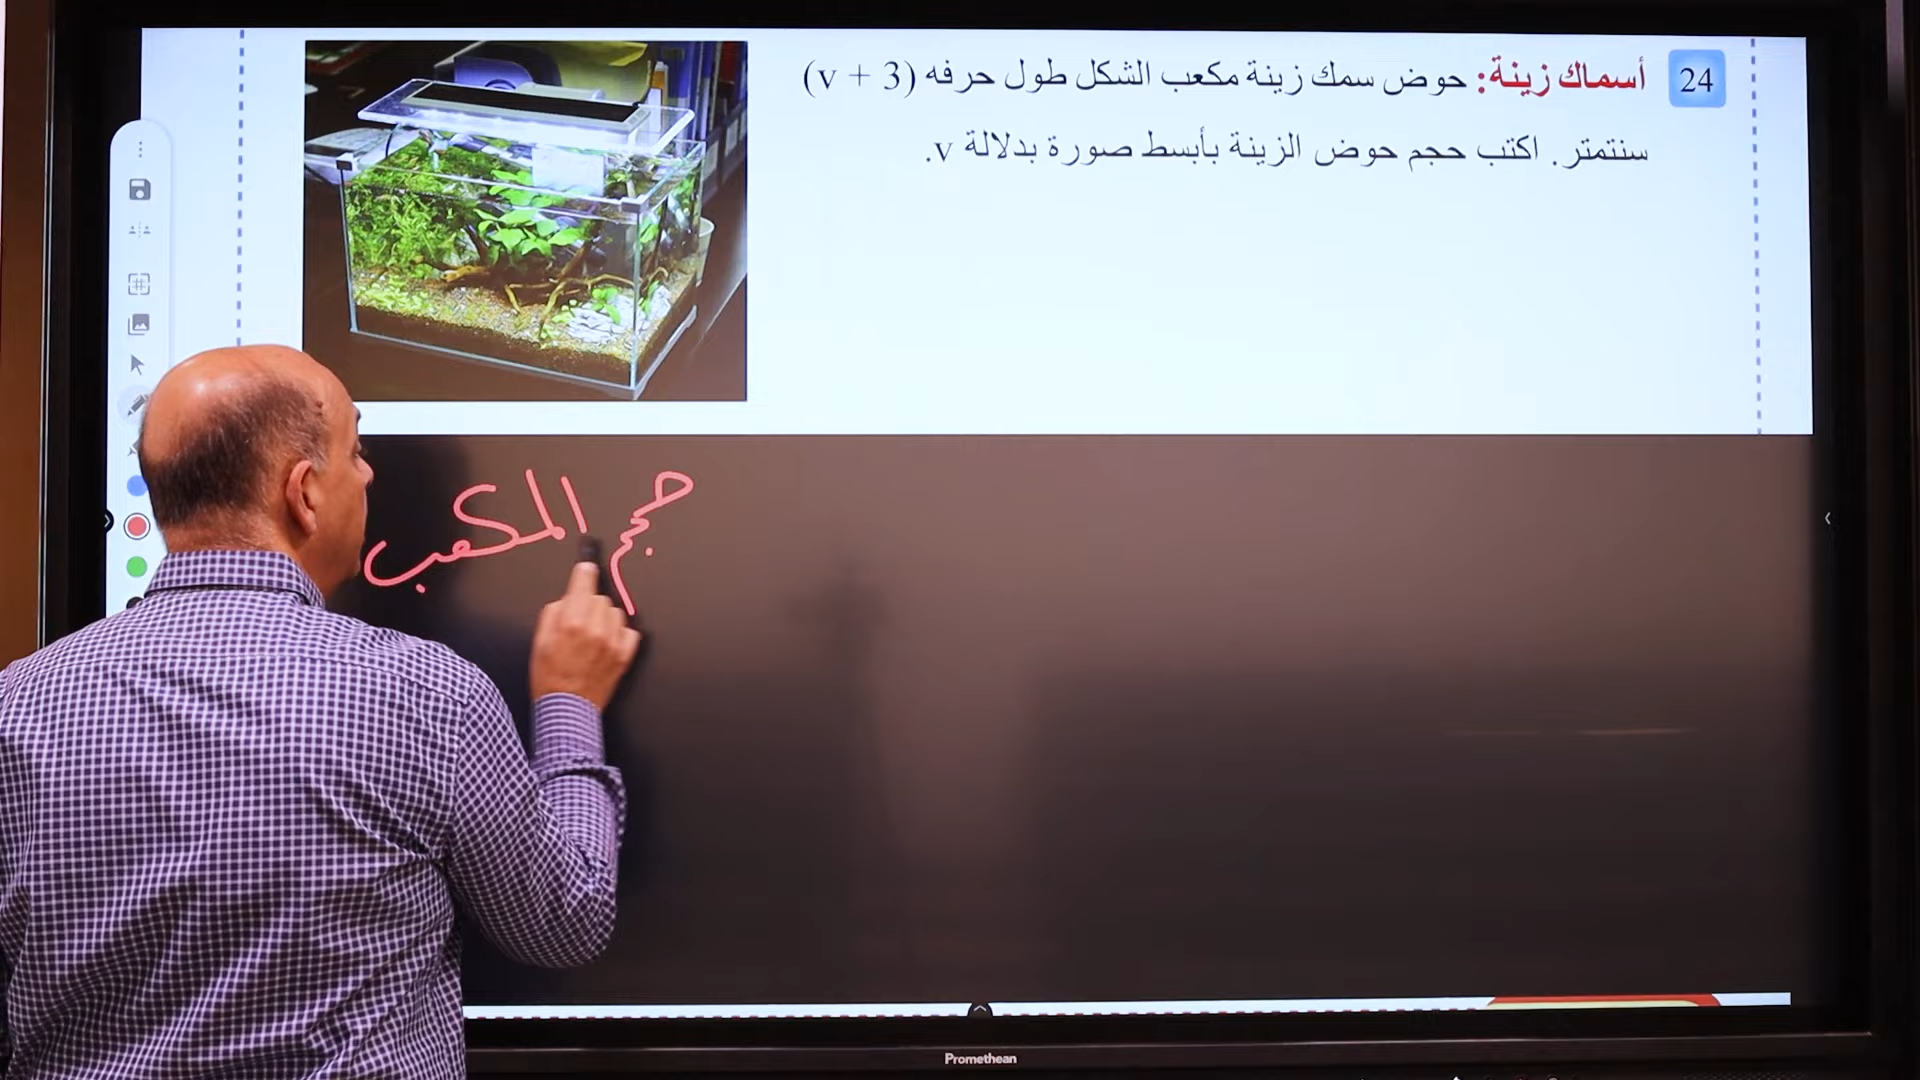 24 أسماك زينة: حوض سمك زينة مكعب الشكل طول حرفه (v + 3)
سنتمتر. اكتب حجم حوض الزينة بأبسط صورة بدلالة v.
حجم المكعب
Promethean